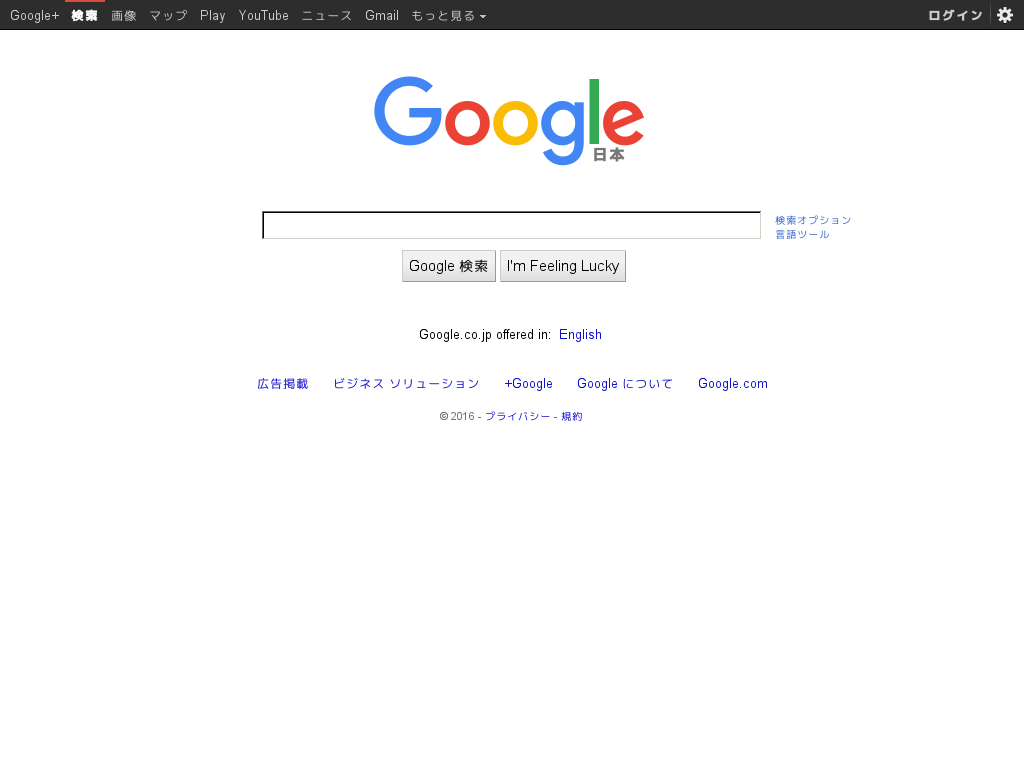 Google+ 検索 画像 マップ Play YouTube ニュース Gmail もっと見る ログイン
Google
日本
検索オプション
言語ツール
Google 検索 I'm Feeling Lucky
Google.co.jp offered in: English
広告掲載 ビジネス ソリューション +Google Google について Google.com
© 2016 - プライバシー - 規約